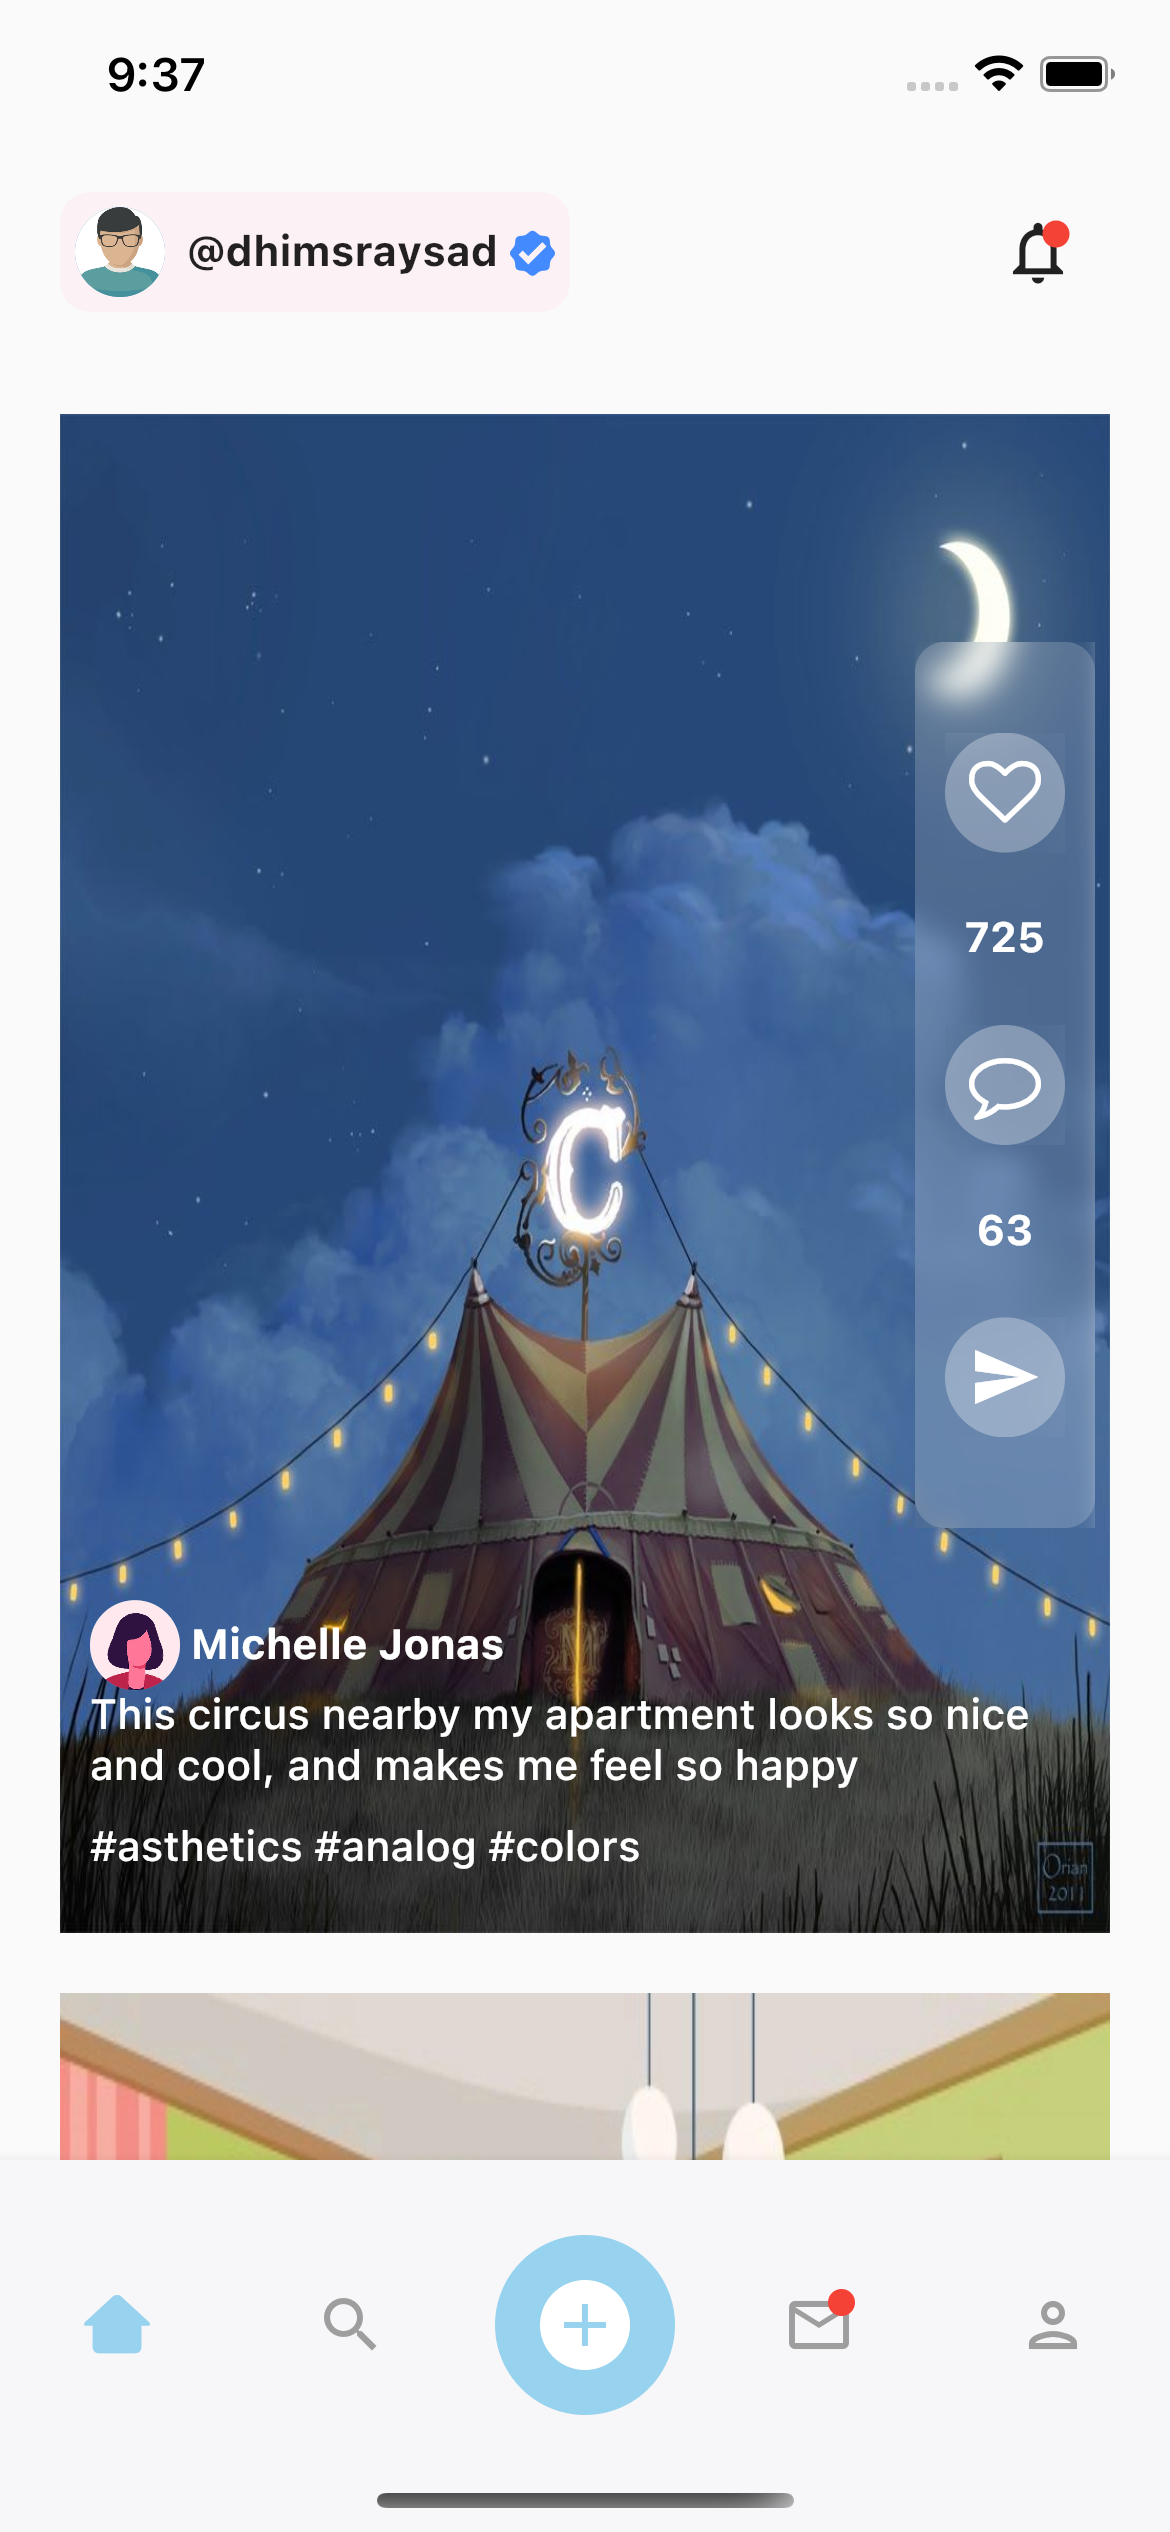 9:37
@dhimsraysad
C
725
63
Michelle Jonas
This circus nearby my apartment looks so nice
and cool, and makes me feel so happy
#asthetics #analog #colors
Orian
2011